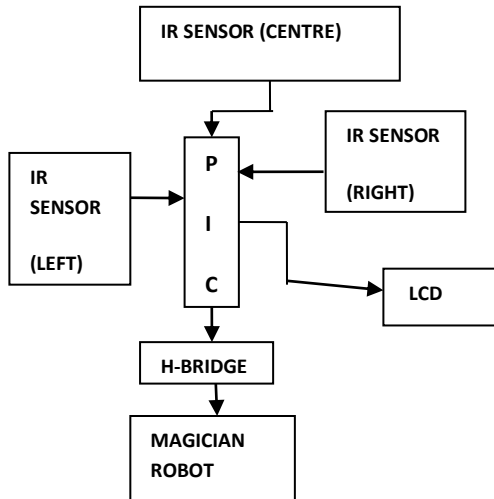 IR SENSOR (CENTRE)
IR SENSOR
(RIGHT)
IR
SENSOR
(LEFT)
P
I
C
LCD
H-BRIDGE
MAGICIAN
ROBOT